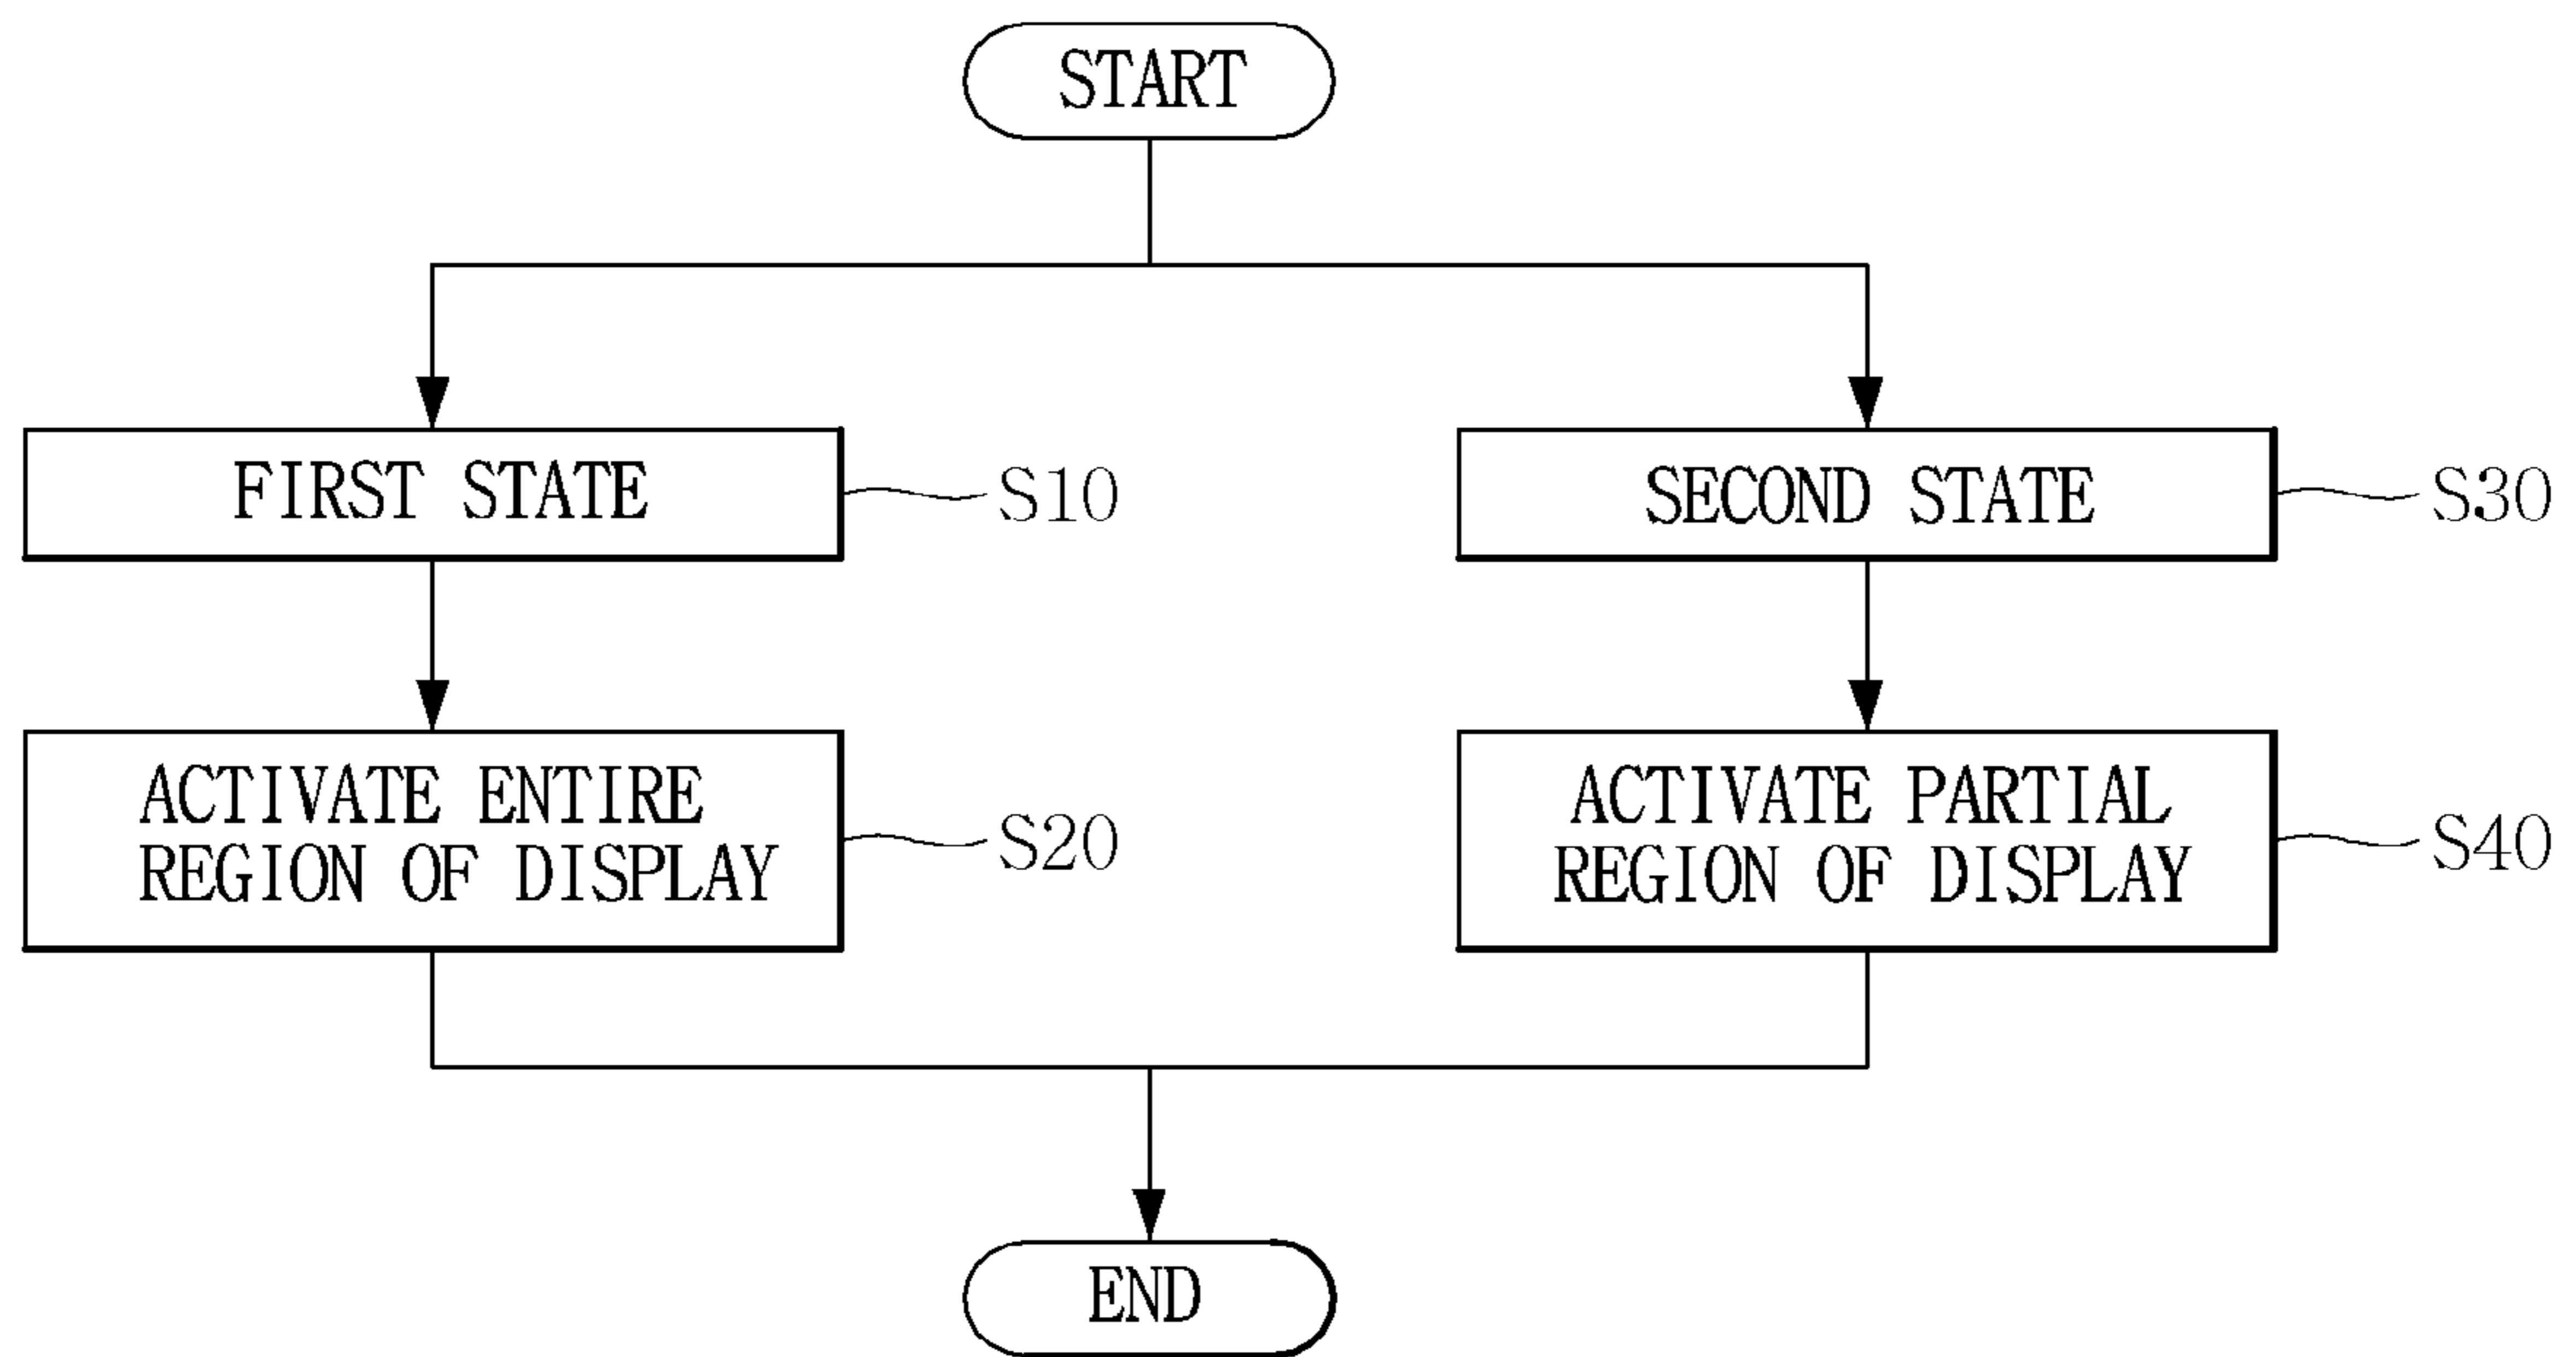 START
FIRST STATE
S10
SECOND STATE
S30
ACTIVATE ENTIRE
REGION OF DISPLAY
S20
ACTIVATE PARTIAL
REGION OF DISPLAY
S40
END